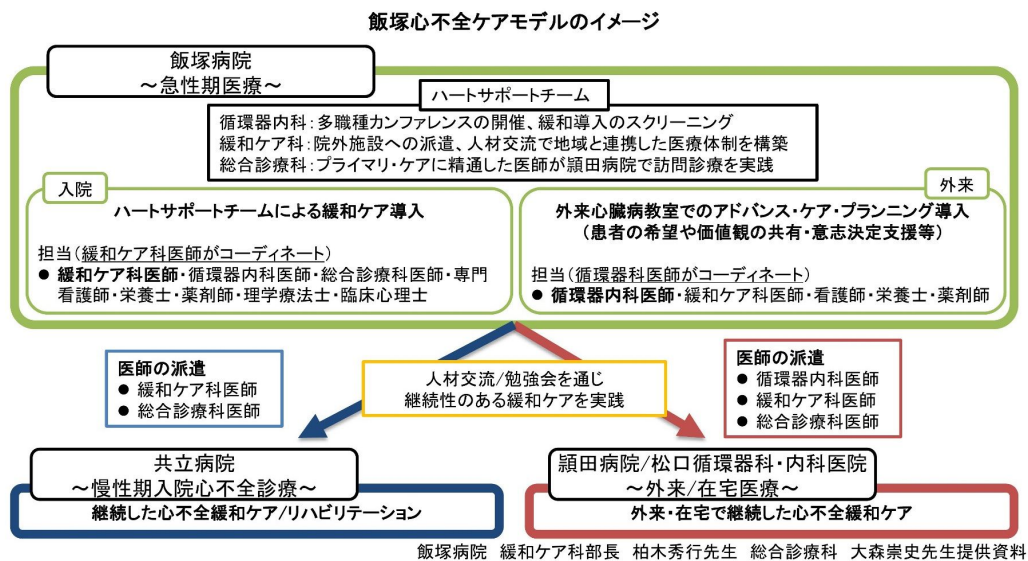 飯塚心不全ケアモデルのイメージ
飯塚病院
～急性期医療～
ハートサポートチーム
循環器内科：多職種カンファレンスの開催、緩和導入のスクリーニング
緩和ケア科：院外施設への派遣、人材交流で地域と連携した医療体制を構築
総合診療科：プライマリ・ケアに精通した医師が頴田病院で訪問診療を実践
入院
ハートサポートチームによる緩和ケア導入
担当（緩和ケア科医師がコーディネート）
● 緩和ケア科医師・循環器内科医師・総合診療科医師・専門
看護師・栄養士・薬剤師・理学療法士・臨床心理士
外来
外来心臓病教室でのアドバンス・ケア・プランニング導入
（患者の希望や価値観の共有・意志決定支援等）
担当（循環器科医師がコーディネート）
● 循環器内科医師・緩和ケア科医師・看護師・栄養士・薬剤師
医師の派遣
● 緩和ケア科医師
● 総合診療科医師
人材交流/勉強会を通じ
継続性のある緩和ケアを実践
医師の派遣
● 循環器内科医師
● 緩和ケア科医師
● 総合診療科医師
共立病院
～慢性期入院心不全診療～
継続した心不全緩和ケア/リハビリテーション
頴田病院/松口循環器科・内科医院
～外来/在宅医療～
外来・在宅で継続した心不全緩和ケア
飯塚病院　緩和ケア科部長　柏木秀行先生　総合診療科　大森崇史先生提供資料